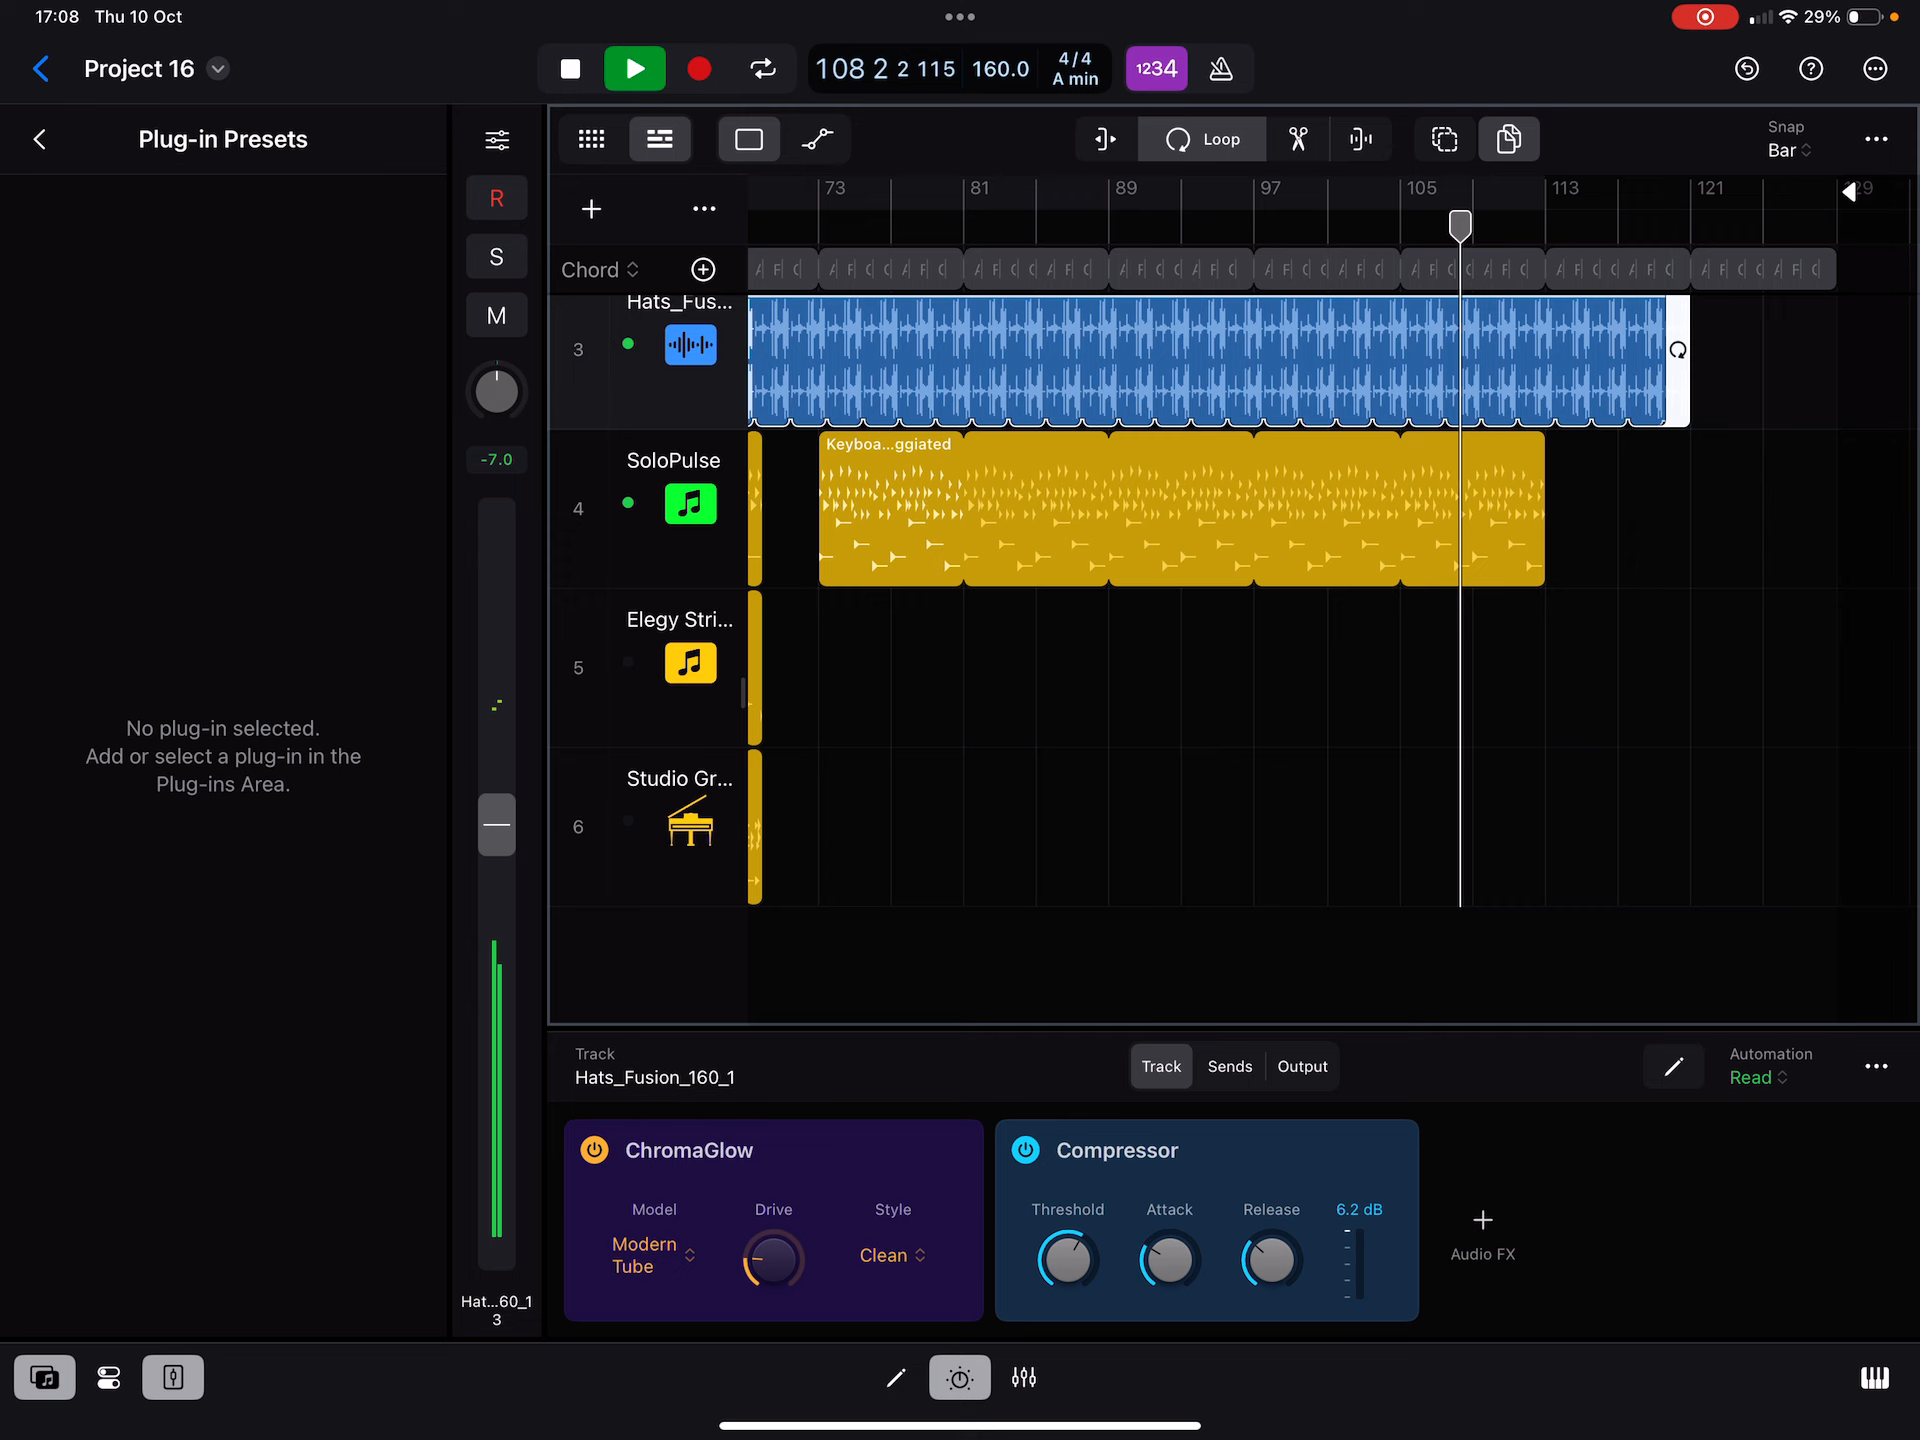 17:08 Thu 10 Oct
29%
Project 16
108 2 2 115 160.0 4/4
A min
1234
Plug-in Presets
Loop
Snap
Bar
73 81 89 97 105 113 121
Chord
R
S
M
-7.0
Hats_Fus...
3
Keyboa...ggiated
SoloPulse
4
Elegy Stri...
5
Studio Gr...
6
No plug-in selected.
Add or select a plug-in in the
Plug-ins Area.
Hat...60_1
3
Track
Hats_Fusion_160_1
Track Sends Output
Automation
Read
ChromaGlow
Model Drive Style
Modern
Tube
Clean
Compressor
Threshold Attack Release 6.2 dB
Audio FX